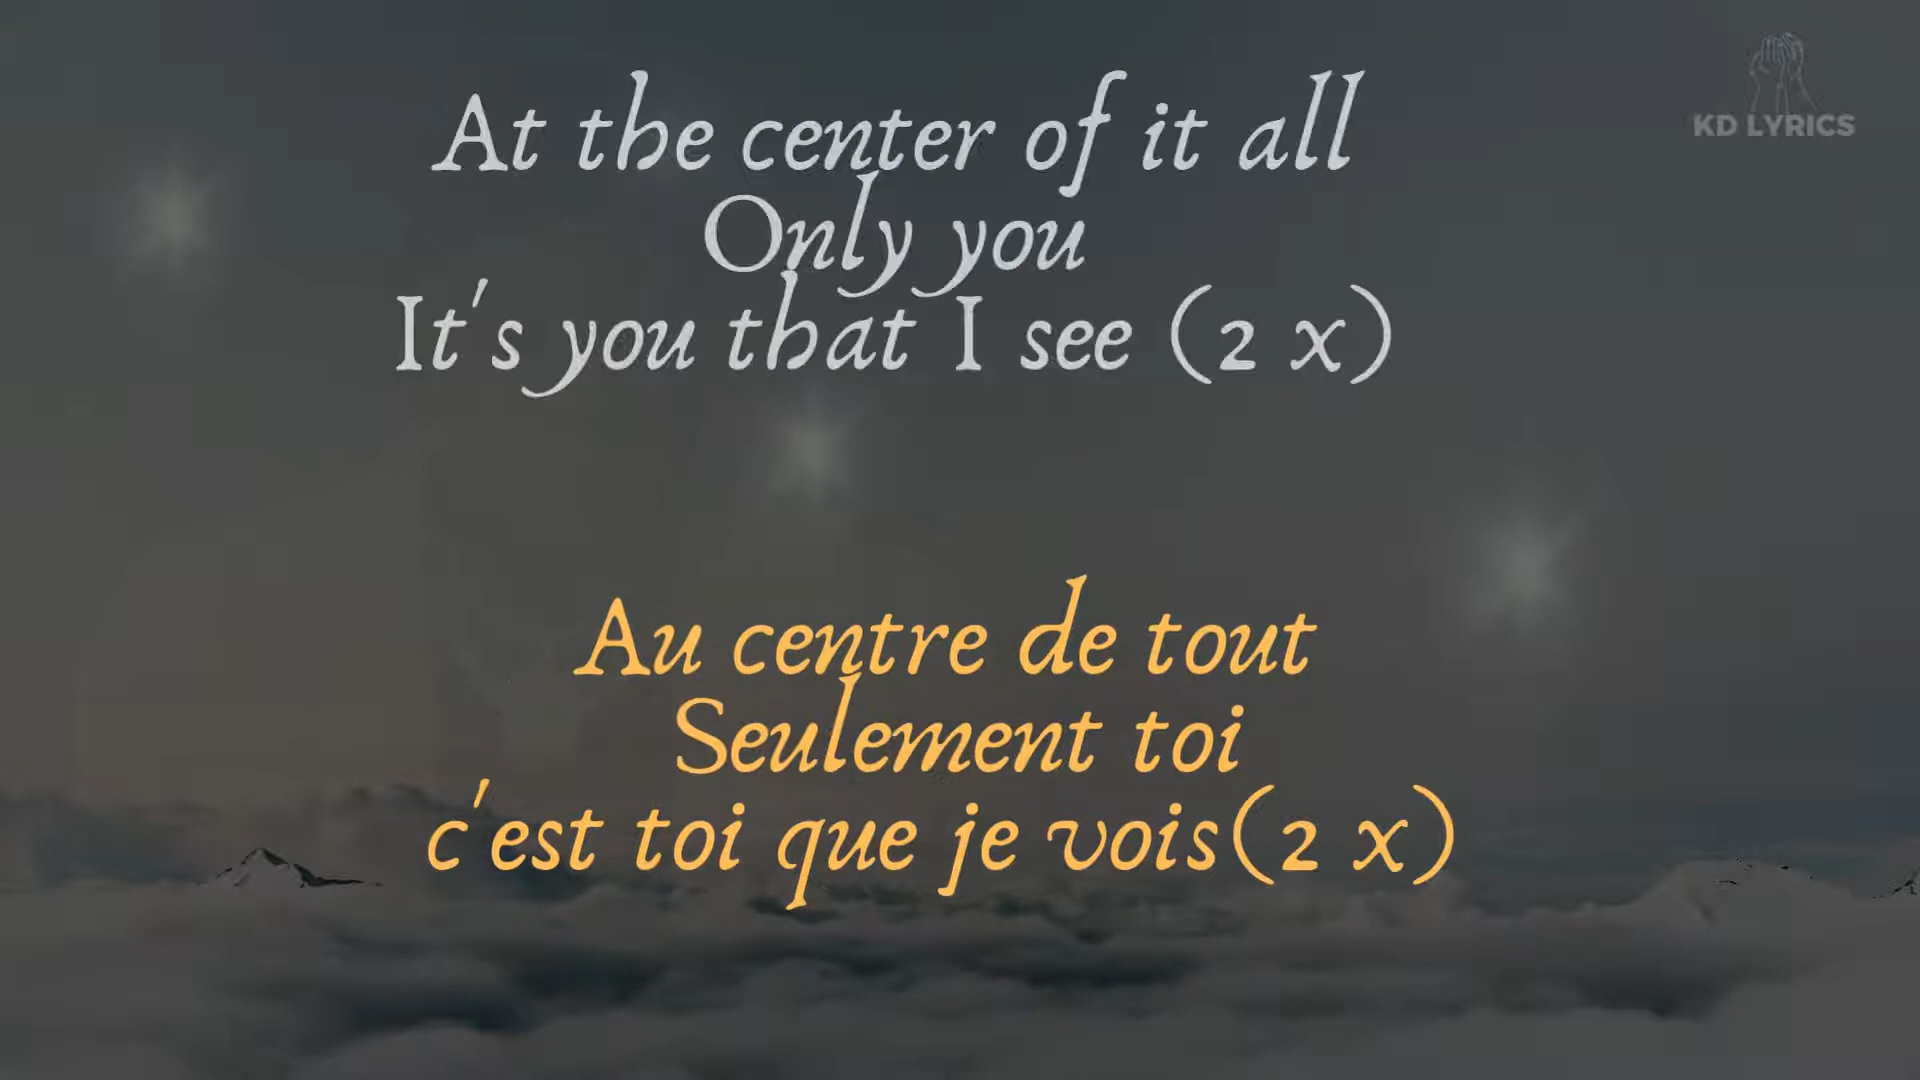 KD LYRICS
At the center of it all
Only you
It's you that I see (2 x)
Au centre de tout
Seulement toi
c'est toi que je vois(2 x)